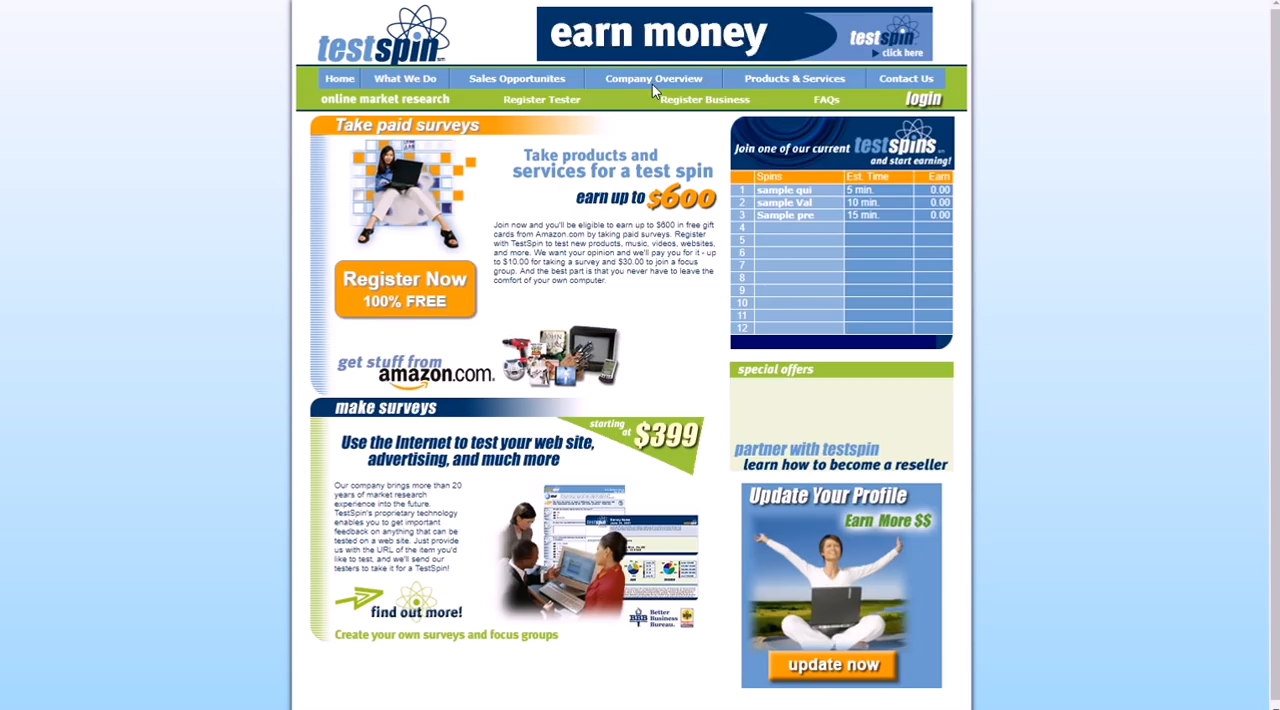 testspin
earn money
testspin
click here
Home
What We Do
Sales Opportunites
Company Overview
Products & Services
Contact Us
online market research
Register Tester
Register Business
FAQs
login
Take paid surveys
Take products and
services for a test spin
earn up to $600
Join now and you'll be eligible to earn up to $600 in free gift
cards from Amazon.com by taking paid surveys. Register
with TestSpin to test new products, music, videos, websites,
and more. We want your opinion and we'll pay you for it - up
to $10.00 for taking a survey and $30.00 to join a focus
group. And the best part is that you never have to leave the
comfort of your own computer.
Register Now
100% FREE
get stuff from
amazon.com.
Join one of our current testspins
and start earning!
Spins Est. Time Earn
1 sample qui 5 min. 0.00
2 sample Val 10 min. 0.00
3 Sample pre 15 min. 0.00
4
5
6
7
8
9
10
11
12
special offers
partner with testspin
learn how to become a reseller
make surveys
starting
at $399
Use the Internet to test your web site,
advertising, and much more
Our company brings more than 20
years of market research
experience into the future.
TestSpin's proprietary technology
enables you to get important
feedback on anything that can be
tested on a web site. Just provide
us with the URL of the item you'd
like to test, and we'll send our
testers to take it for a TestSpin!
find out more!
BBB
Better
Business
Bureau.
Create your own surveys and focus groups
Update Your Profile
Earn More $$
update now